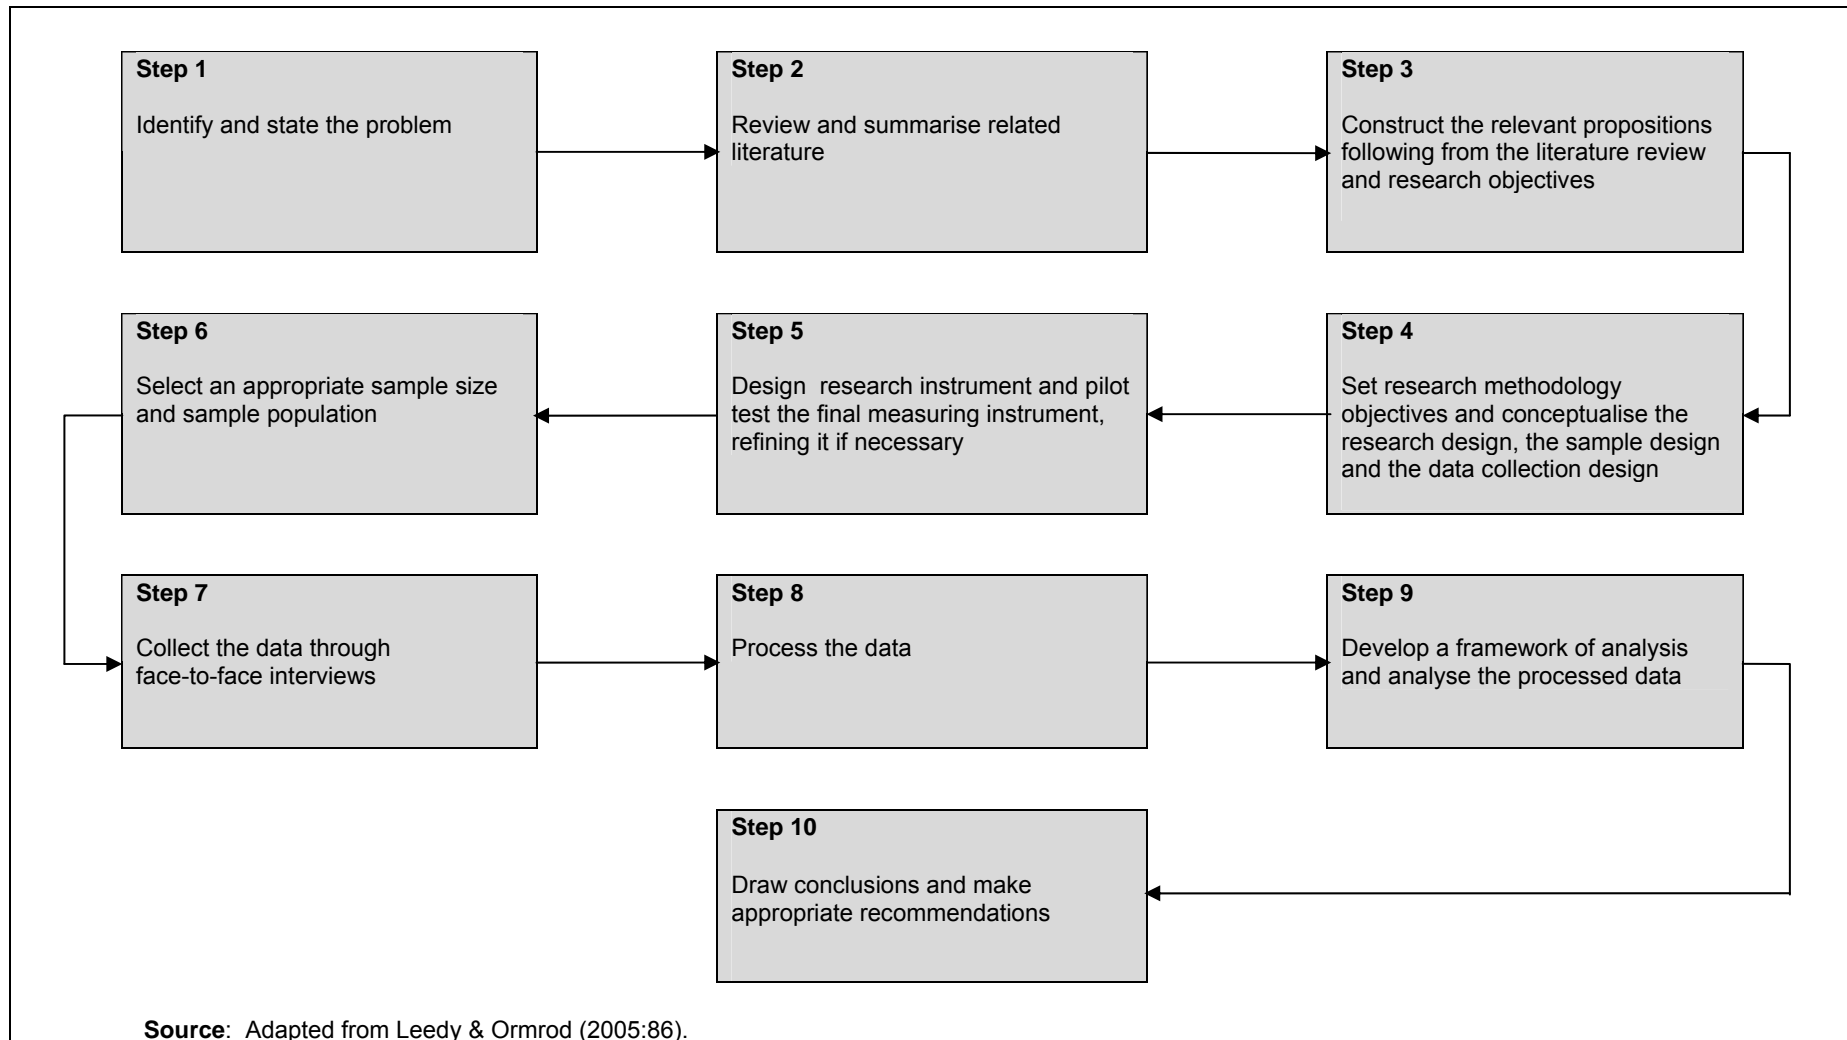 Step 1
Identify and state the problem
Step 2
Review and summarise related
literature
Step 3
Construct the relevant propositions
following from the literature review
and research objectives
Step 4
Set research methodology
objectives and conceptualise the
research design, the sample design
and the data collection design
Step 5
Design  research instrument and pilot
test the final measuring instrument,
refining it if necessary
Step 6
Select an appropriate sample size
and sample population
Step 7
Collect the data through
face-to-face interviews
Step 8
Process the data
Step 9
Develop a framework of analysis
and analyse the processed data
Step 10
Draw conclusions and make
appropriate recommendations
Source:  Adapted from Leedy & Ormrod (2005:86).